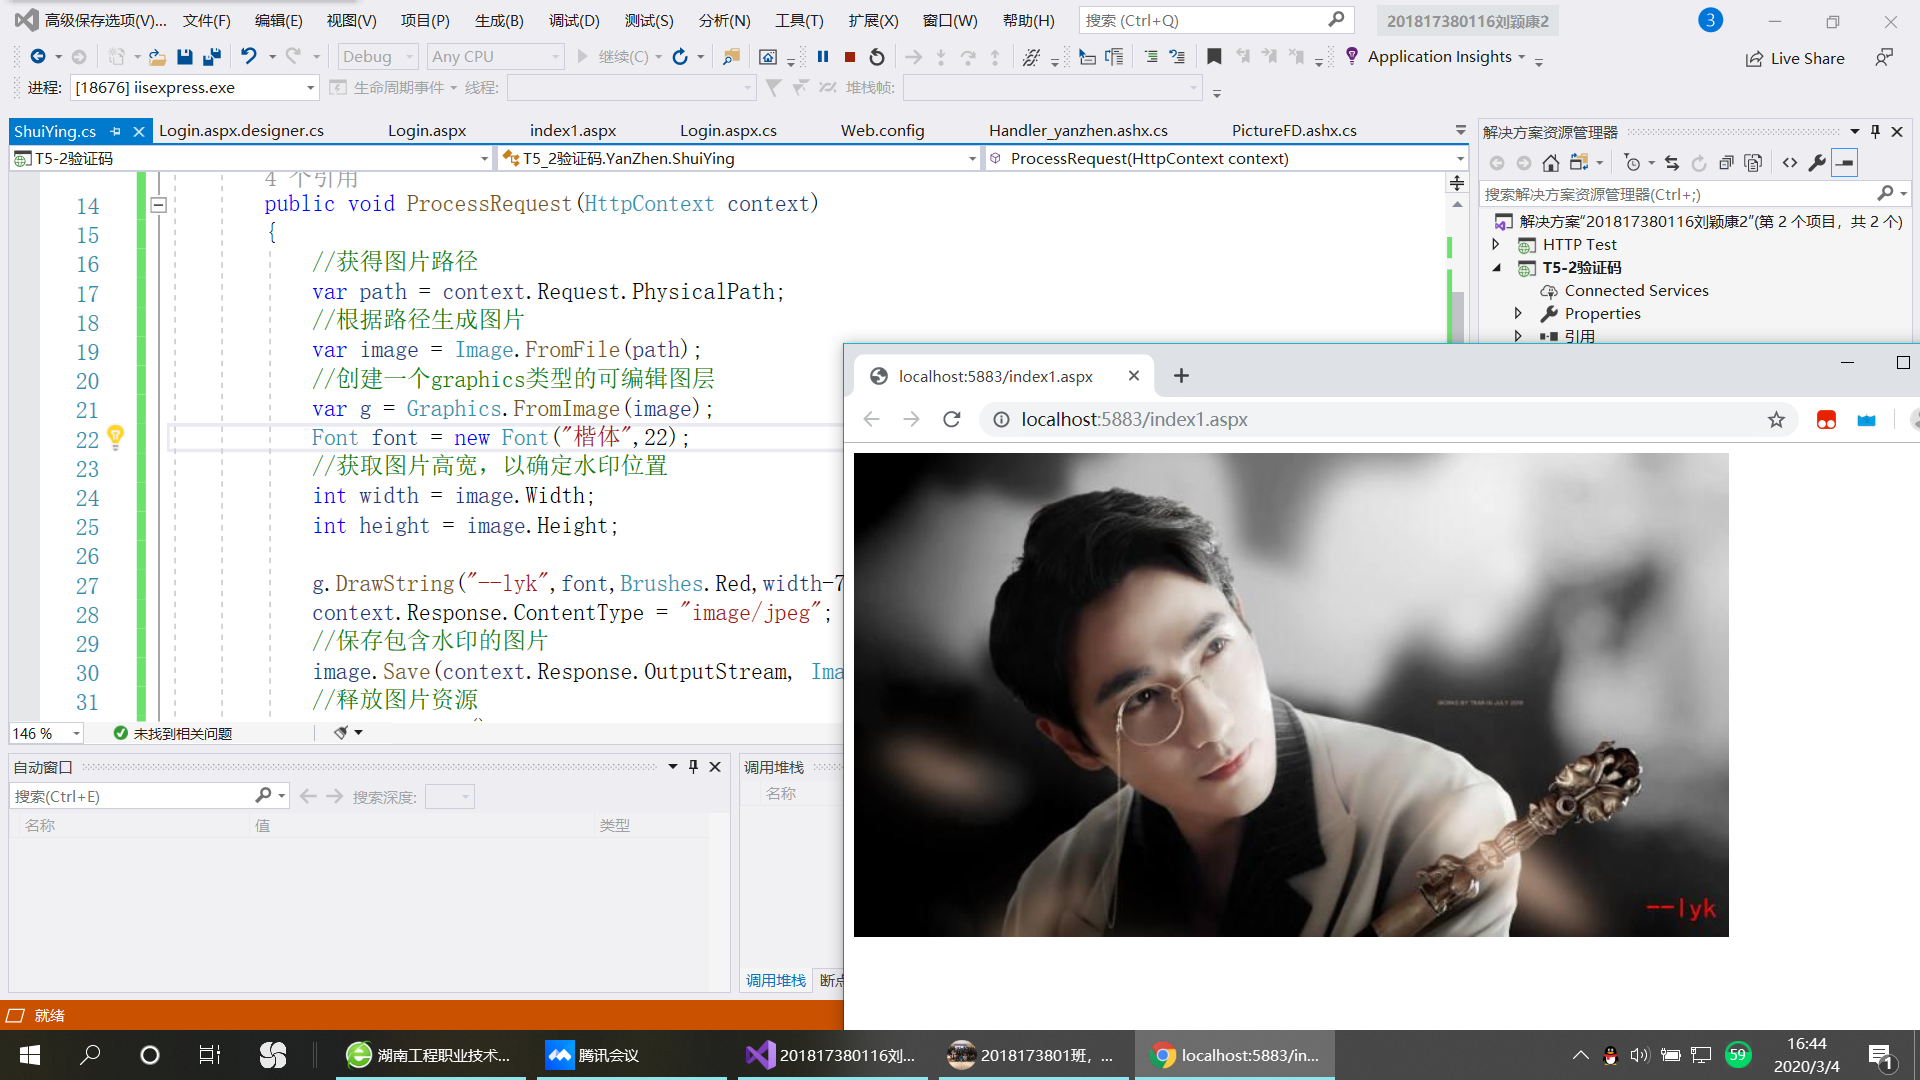 高级保存选项(V)... 文件(F) 编辑(E) 视图(V) 项目(P) 生成(B) 调试(D) 测试(S) 分析(N) 工具(T) 扩展(X) 窗口(W) 帮助(H) 搜索 (Ctrl+Q) 201817380116刘颖康2 3
Debug Any CPU 继续(C) Application Insights Live Share
进程: [18676] iisexpress.exe 生命周期事件 线程: 堆栈帧:
ShuiYing.cs Login.aspx.designer.cs Login.aspx index1.aspx Login.aspx.cs Web.config Handler_yanzhen.ashx.cs PictureFD.ashx.cs
T5-2验证码 T5_2验证码.YanZhen.ShuiYing ProcessRequest(HttpContext context)
4 个引用
14 public void ProcessRequest(HttpContext context)
15 {
16 //获得图片路径
17 var path = context.Request.PhysicalPath;
18 //根据路径生成图片
19 var image = Image.FromFile(path);
20 //创建一个graphics类型的可编辑图层
21 var g = Graphics.FromImage(image);
22 Font font = new Font("楷体",22);
23 //获取图片高宽，以确定水印位置
24 int width = image.Width;
25 int height = image.Height;
26
27 g.DrawString("--lyk",font,Brushes.Red,width-7
28 context.Response.ContentType = "image/jpeg";
29 //保存包含水印的图片
30 image.Save(context.Response.OutputStream, Ima
31 //释放图片资源
146 % 未找到相关问题
自动窗口
搜索(Ctrl+E) 搜索深度:
名称 值 类型
调用堆栈
名称
调用堆栈 断点
就绪
解决方案资源管理器
搜索解决方案资源管理器(Ctrl+;)
解决方案"201817380116刘颖康2"(第 2 个项目，共 2 个)
HTTP Test
T5-2验证码
Connected Services
Properties
引用
localhost:5883/index1.aspx
localhost:5883/index1.aspx
--lyk
湖南工程职业技术... 腾讯会议 201817380116刘... 2018173801班，... localhost:5883/in... 59 16:44
2020/3/4 1